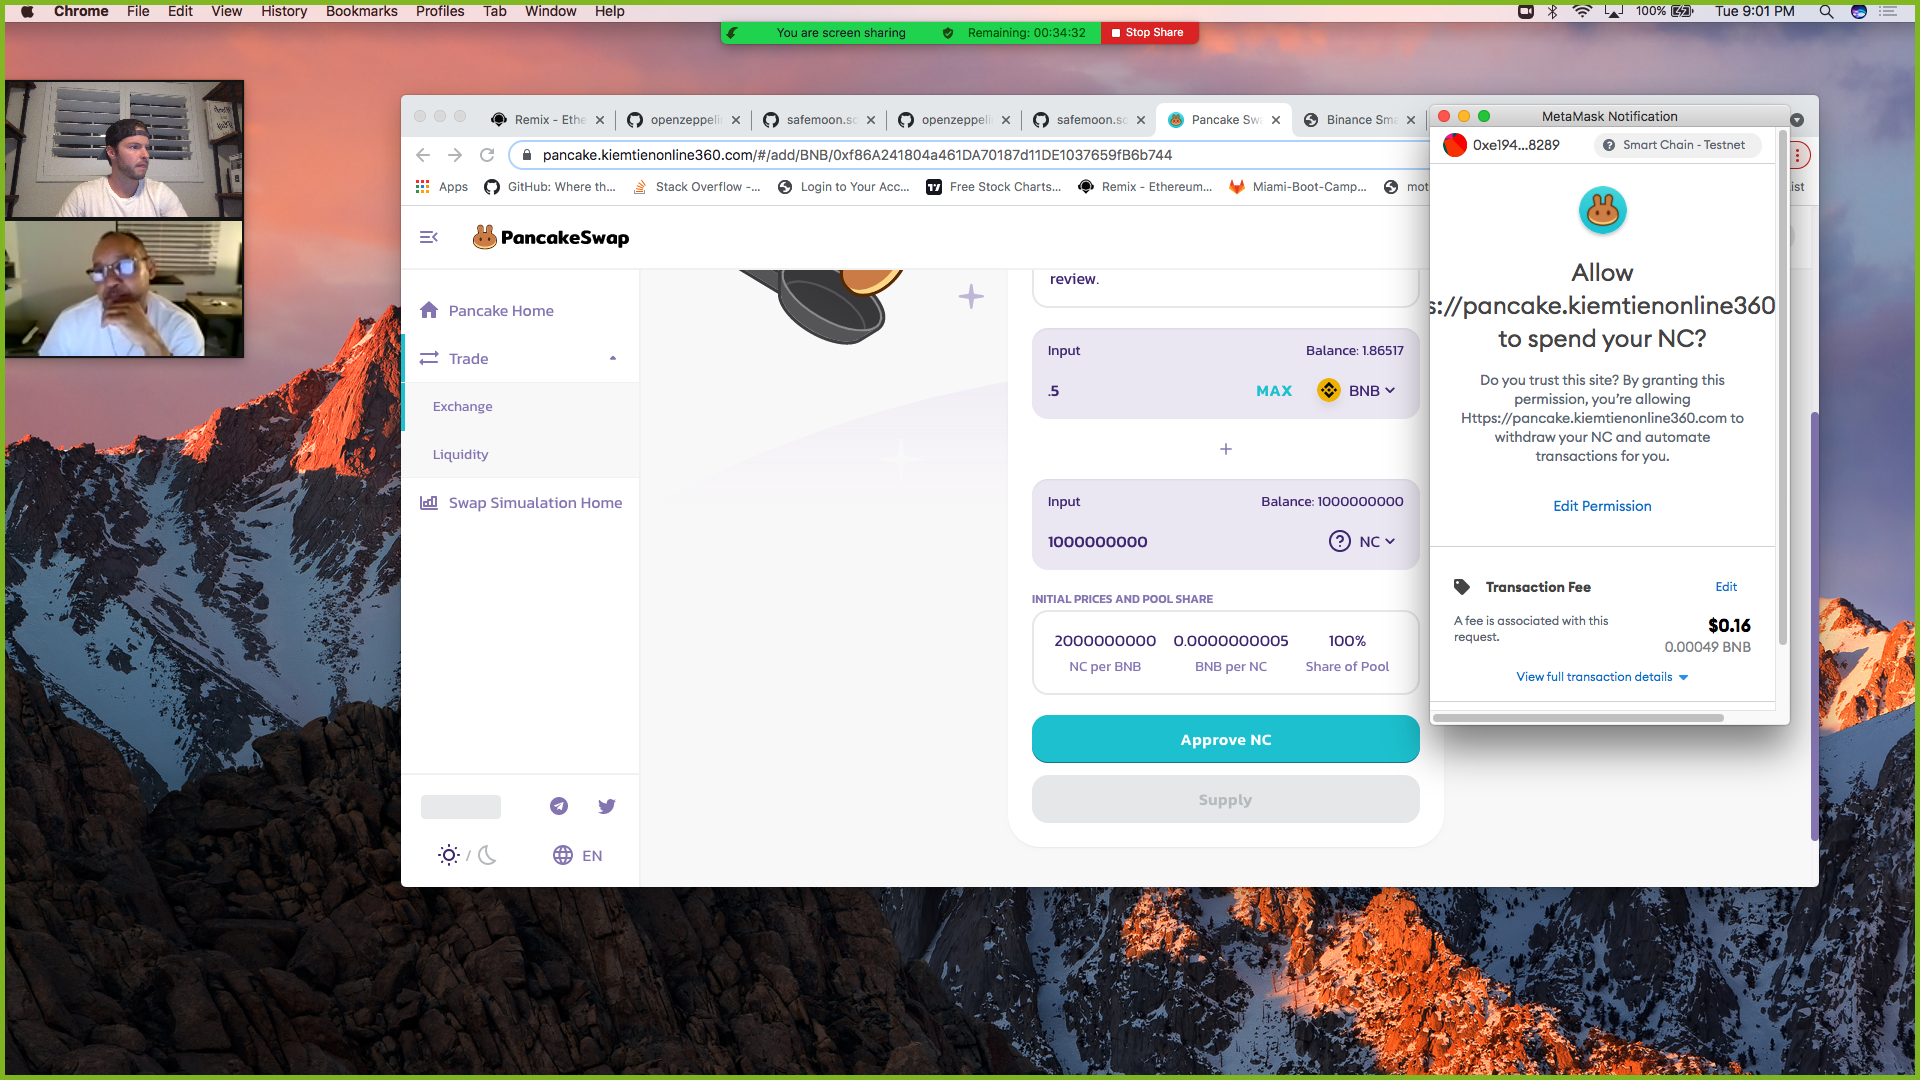 Chrome File Edit View History Bookmarks Profiles Tab Window Help
100% Tue 9:01 PM
You are screen sharing Remaining: 00:34:32 Stop Share
Remix - Ethe
openzeppelin
safemoon.so
openzeppelin
safemoon.so
Pancake Sw
Binance Sma
pancake.kiemtienonline360.com/#/add/BNB/0xf86A241804a461DA70187d11DE1037659fB6b744
Apps
GitHub: Where th...
Stack Overflow -...
Login to Your Acc...
Free Stock Charts...
Remix - Ethereum...
Miami-Boot-Camp...
mot
ist
PancakeSwap
Pancake Home
Trade
Exchange
Liquidity
Swap Simualation Home
/
EN
review.
Input Balance: 1.86517
.5 MAX BNB
+
Input Balance: 1000000000
1000000000 ? NC
INITIAL PRICES AND POOL SHARE
2000000000 0.0000000005 100%
NC per BNB BNB per NC Share of Pool
Approve NC
Supply
MetaMask Notification
0xe194...8289 ? Smart Chain - Testnet
Allow
s://pancake.kiemtienonline360
to spend your NC?
Do you trust this site? By granting this
permission, you're allowing
Https://pancake.kiemtienonline360.com to
withdraw your NC and automate
transactions for you.
Edit Permission
Transaction Fee Edit
A fee is associated with this
request.
$0.16
0.00049 BNB
View full transaction details